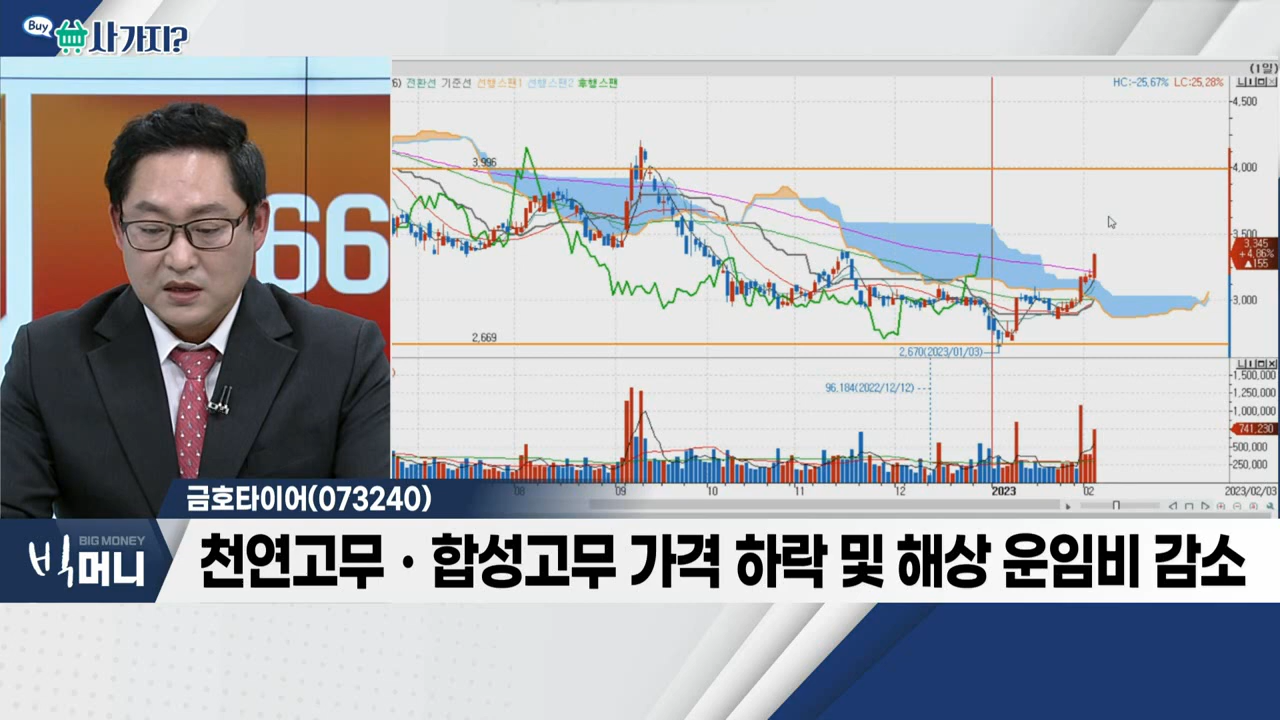 Buy
사가지?
66
(1일)
6) 전환선 기준선 선행스팬1 선행스팬2 후행스팬
HC:-25,67% LC:25,28%
4,500
3,996
4,000
3,500
3,345
+4,86%
▲155
3,000
2,669
2,670(2023/01/03)
96,184(2022/12/12)
1,500,000
1,250,000
1,000,000
741,230
500,000
250,000
08 09 10 11 12 2023 02
2023/02/03
금호타이어(073240)
BIG MONEY
빅머니
천연고무·합성고무 가격 하락 및 해상 운임비 감소